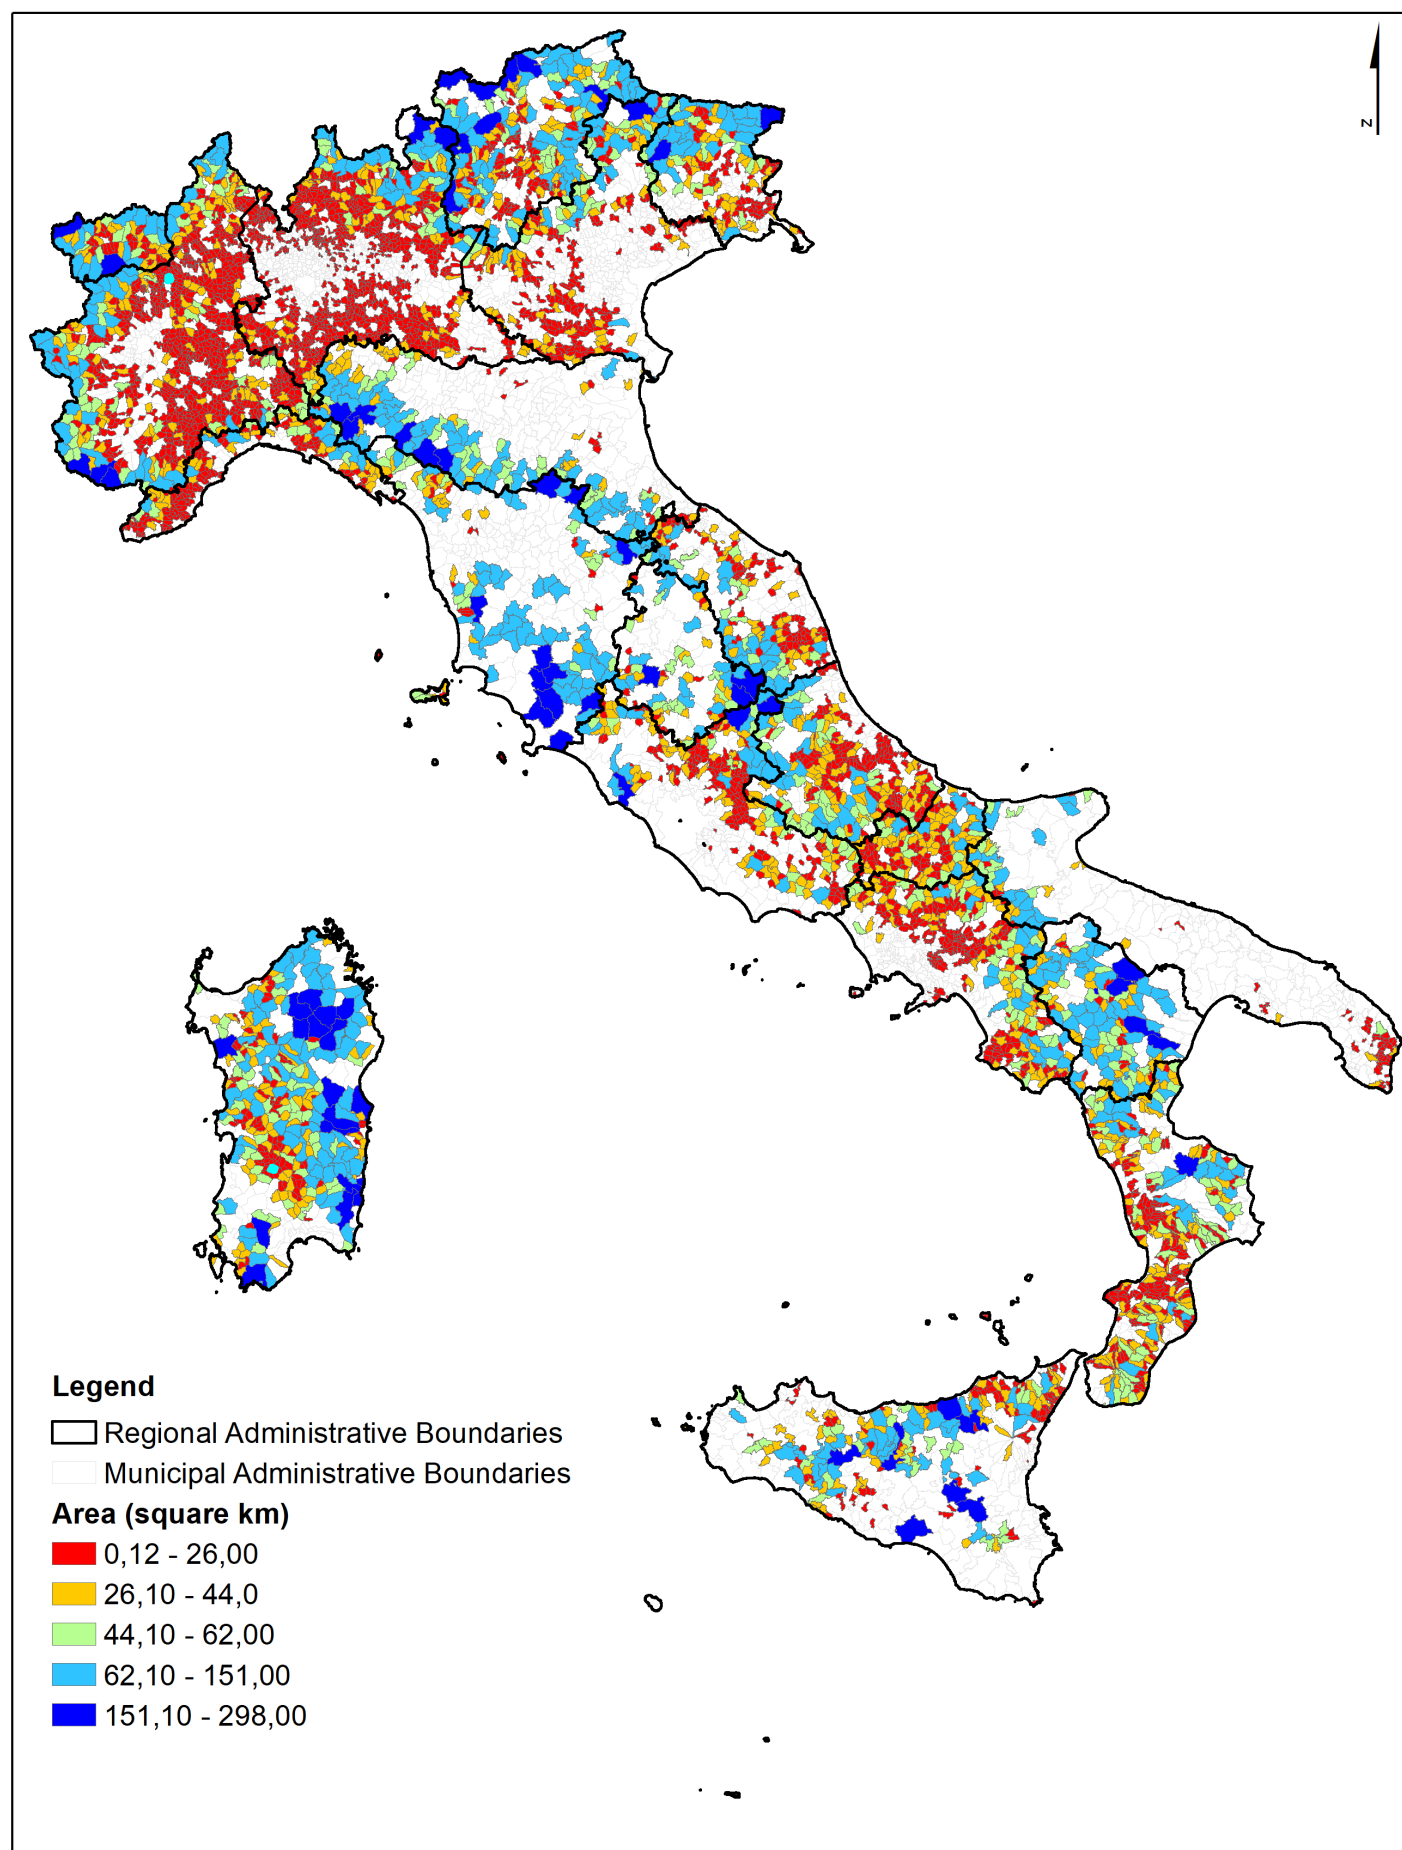 N
Legend
Regional Administrative Boundaries
Municipal Administrative Boundaries
Area (square km)
0,12 - 26,00
26,10 - 44,0
44,10 - 62,00
62,10 - 151,00
151,10 - 298,00